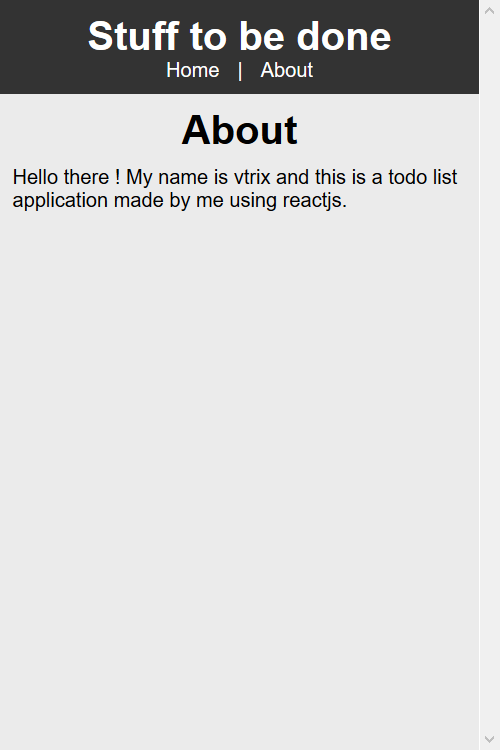 Stuff to be done
Home | About
About
Hello there ! My name is vtrix and this is a todo list
application made by me using reactjs.